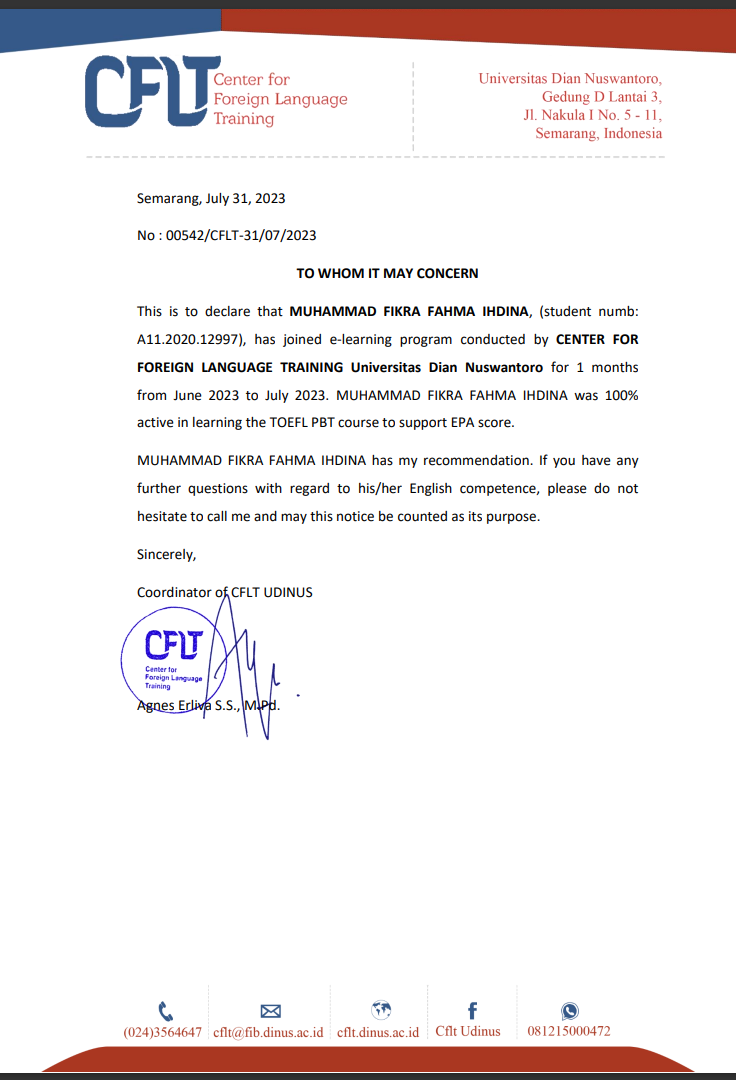 CFLT
Center for
Foreign Language
Training
Universitas Dian Nuswantoro,
Gedung D Lantai 3,
Jl. Nakula I No. 5 - 11,
Semarang, Indonesia
Semarang, July 31, 2023
No : 00542/CFLT-31/07/2023
TO WHOM IT MAY CONCERN
This is to declare that MUHAMMAD FIKRA FAHMA IHDINA, (student numb:
A11.2020.12997), has joined e-learning program conducted by CENTER FOR
FOREIGN LANGUAGE TRAINING Universitas Dian Nuswantoro for 1 months
from June 2023 to July 2023. MUHAMMAD FIKRA FAHMA IHDINA was 100%
active in learning the TOEFL PBT course to support EPA score.
MUHAMMAD FIKRA FAHMA IHDINA has my recommendation. If you have any
further questions with regard to his/her English competence, please do not
hesitate to call me and may this notice be counted as its purpose.
Sincerely,
Coordinator of CFLT UDINUS
CFLT
Center for
Foreign Language
Training
Agnes Erliva S.S., M.Pd.
(024)3564647
cflt@fib.dinus.ac.id
cflt.dinus.ac.id
Cflt Udinus
081215000472